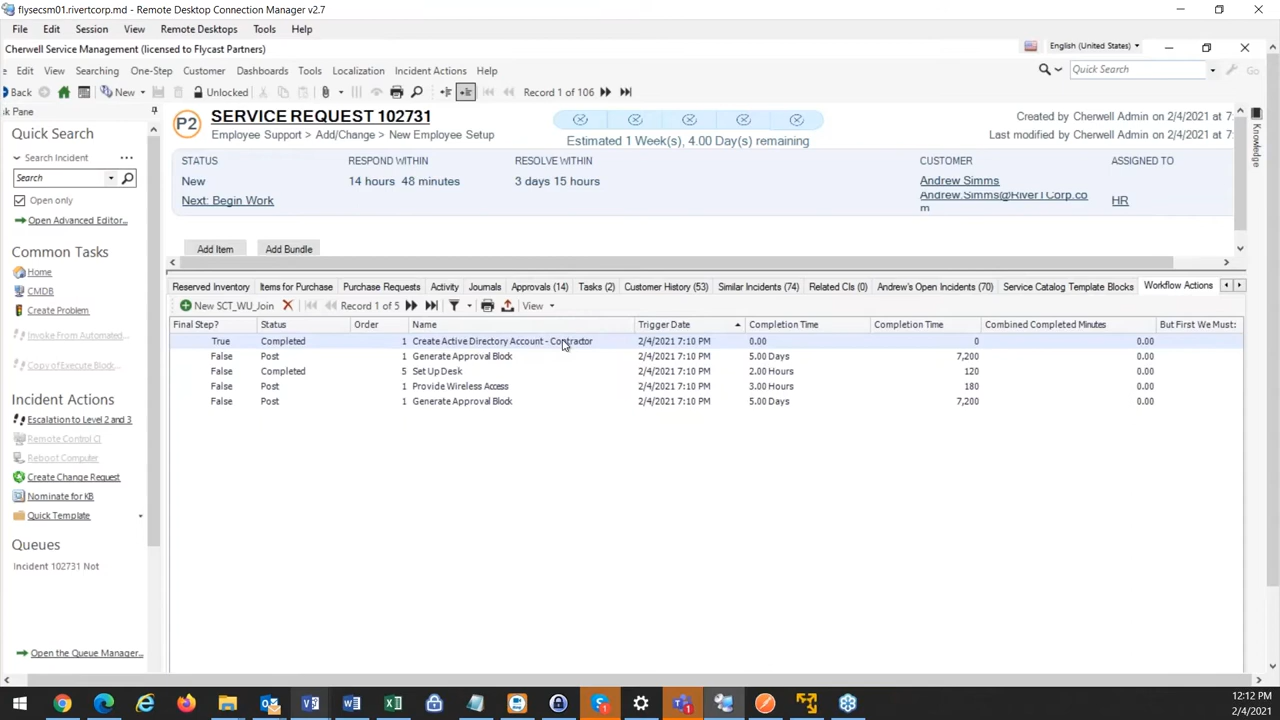 flysecsm01.rivertcorp.md - Remote Desktop Connection Manager v2.7
File Edit Session View Remote Desktops Tools Help
Cherwell Service Management (licensed to Flycast Partners)
English (United States)
Edit View Searching One-Step Customer Dashboards Tools Localization Incident Actions Help
Quick Search
Go
Back New Unlocked Record 1 of 106
k Pane
Quick Search
Search Incident
Search
Open only
Open Advanced Editor...
Common Tasks
Home
CMDB
Create Problem
Invoke From Automated...
Copy of Execute Block...
Incident Actions
Escalation to Level 2 and 3
Remote Control CI
Reboot Computer
Create Change Request
Nominate for KB
Quick Template
Queues
Incident 102731 Not
Open the Queue Manager...
P2
SERVICE REQUEST 102731
Employee Support > Add/Change > New Employee Setup
Estimated 1 Week(s), 4.00 Day(s) remaining
Created by Cherwell Admin on 2/4/2021 at 7:
Last modified by Cherwell Admin on 2/4/2021 at 7:
Knowledge
STATUS RESPOND WITHIN RESOLVE WITHIN CUSTOMER ASSIGNED TO
New 14 hours 48 minutes 3 days 15 hours Andrew Simms
Next: Begin Work Andrew.Simms@River1Corp.co HR
m
Add Item Add Bundle
Reserved Inventory Items for Purchase Purchase Requests Activity Journals Approvals (14) Tasks (2) Customer History (53) Similar Incidents (74) Related CIs (0) Andrew's Open Incidents (70) Service Catalog Template Blocks Workflow Actions
New SCT_WU_Join Record 1 of 5 View
Final Step? Status Order Name Trigger Date Completion Time Completion Time Combined Completed Minutes But First We Must:
True Completed 1 Create Active Directory Account - Contractor 2/4/2021 7:10 PM 0.00 0 0.00
False Post 1 Generate Approval Block 2/4/2021 7:10 PM 5.00 Days 7,200 0.00
False Completed 5 Set Up Desk 2/4/2021 7:10 PM 2.00 Hours 120 0.00
False Post 1 Provide Wireless Access 2/4/2021 7:10 PM 3.00 Hours 180 0.00
False Post 1 Generate Approval Block 2/4/2021 7:10 PM 5.00 Days 7,200 0.00
12:12 PM
2/4/2021